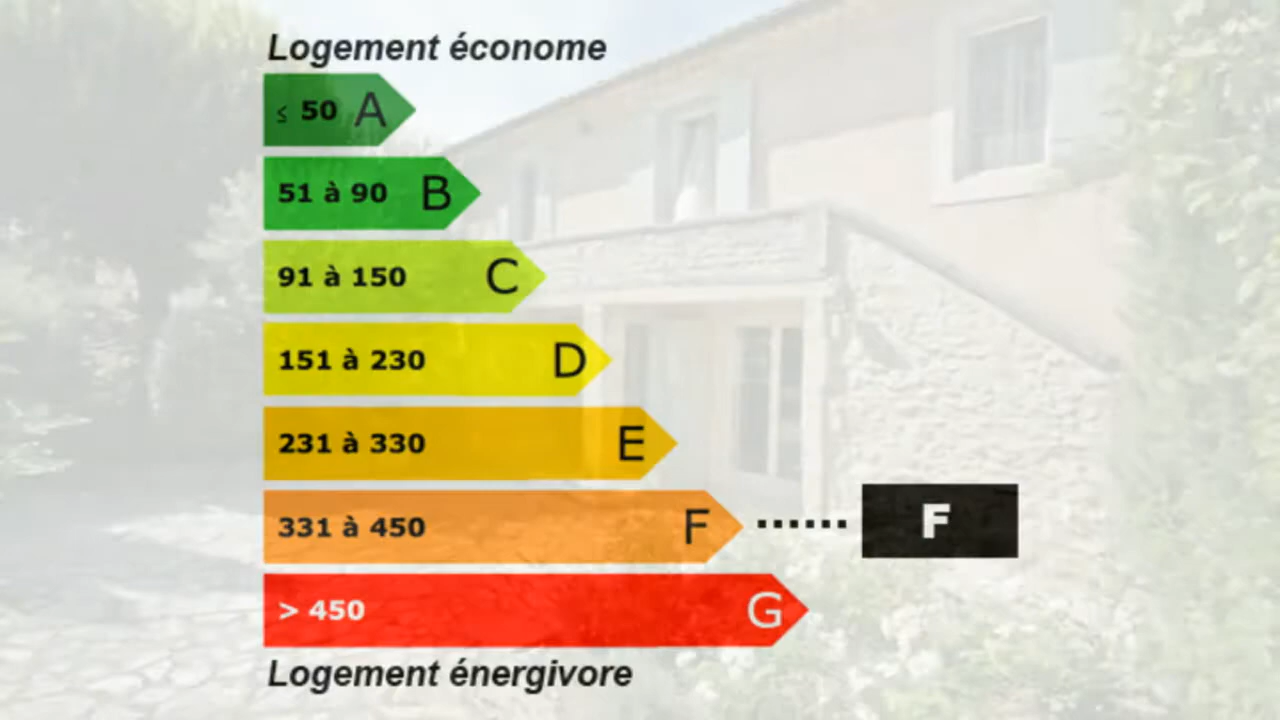 Logement économe
≤ 50 A
51 à 90 B
91 à 150 C
151 à 230 D
231 à 330 E
331 à 450 F
F
> 450 G
Logement énergivore